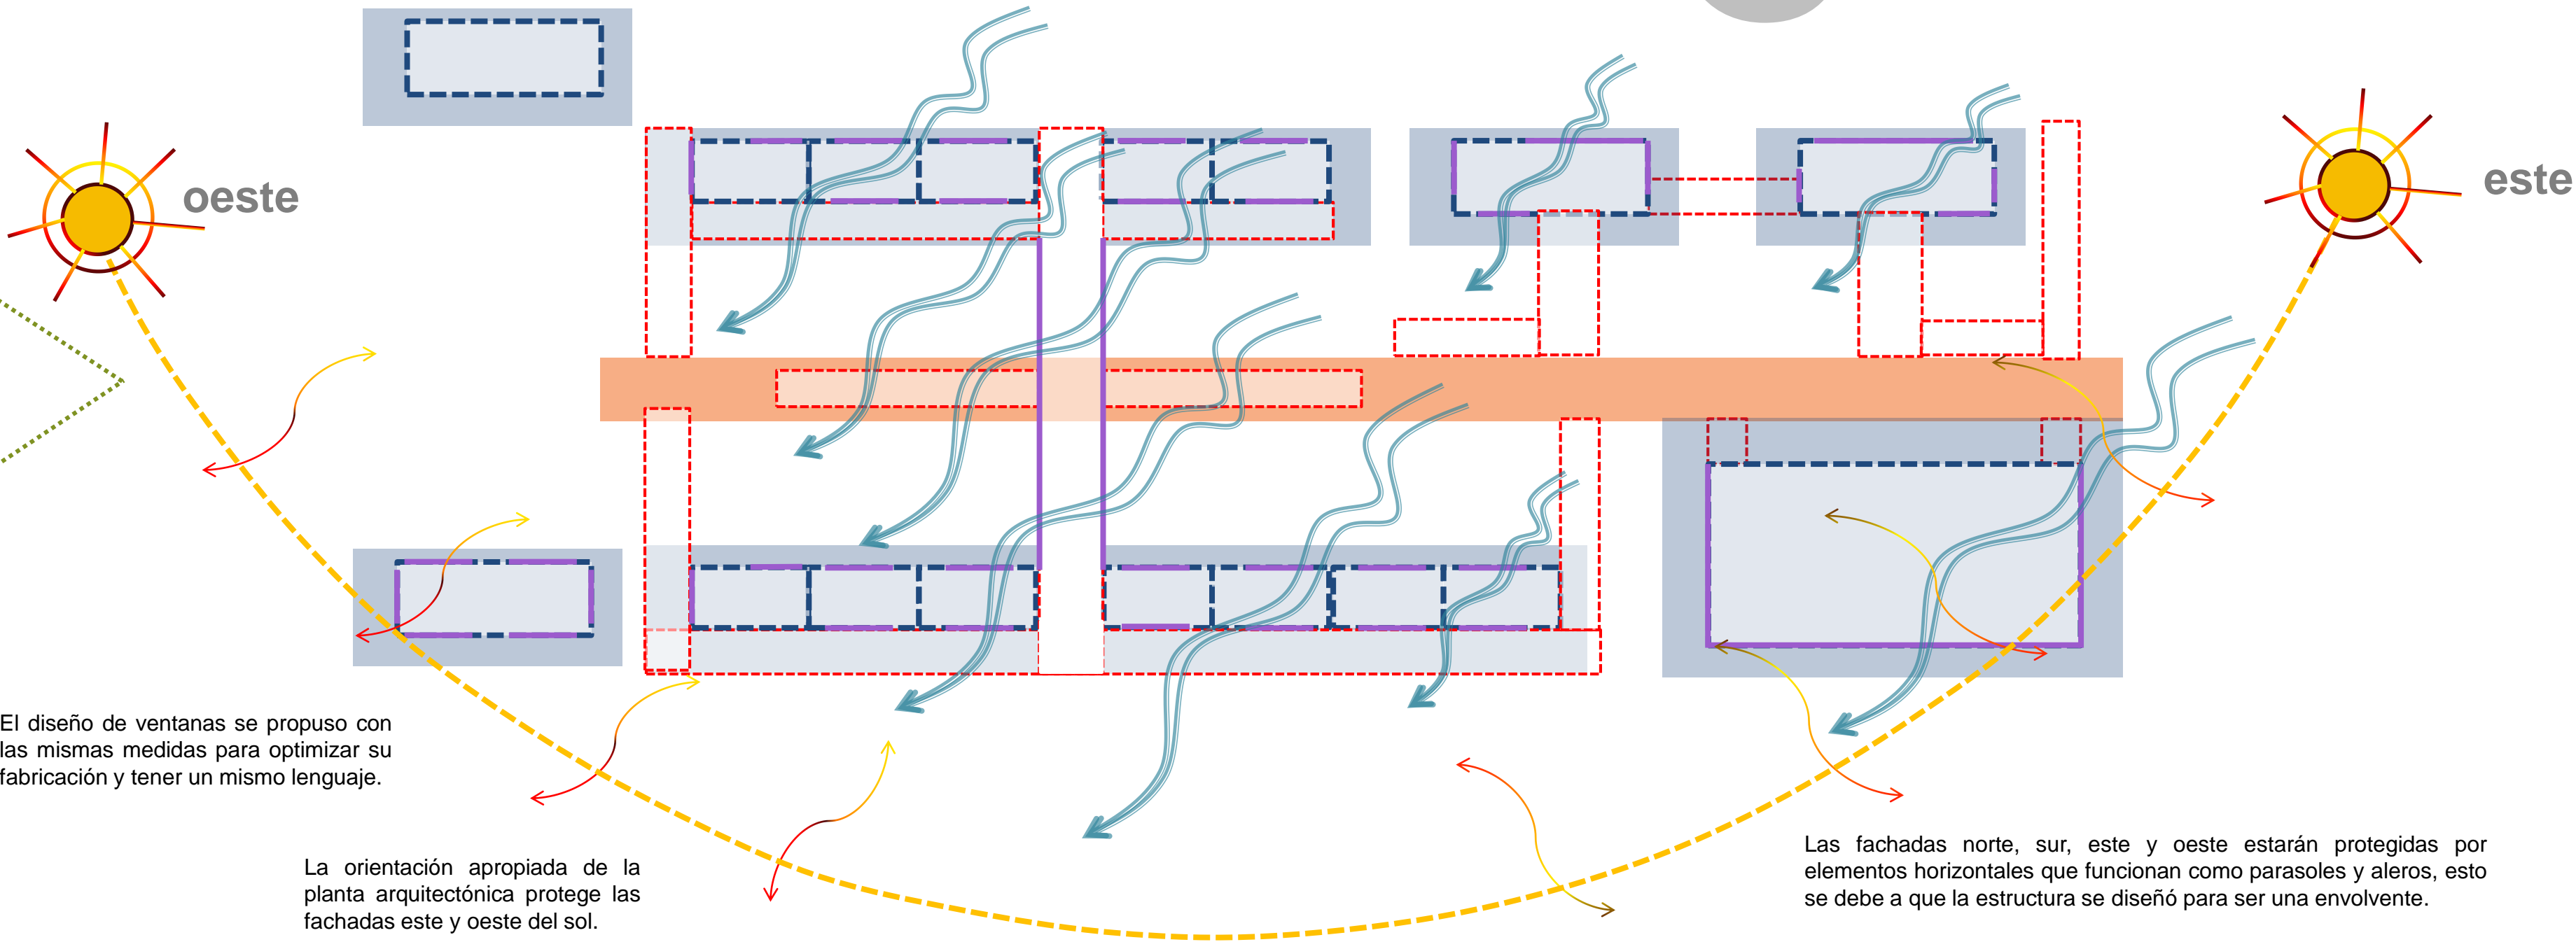 oeste
este
El diseño de ventanas se propuso con
las mismas medidas para optimizar su
fabricación y tener un mismo lenguaje.
La orientación apropiada de la
planta arquitectónica protege las
fachadas este y oeste del sol.
Las fachadas norte, sur, este y oeste estarán protegidas por
elementos horizontales que funcionan como parasoles y aleros, esto
se debe a que la estructura se diseñó para ser una envolvente.